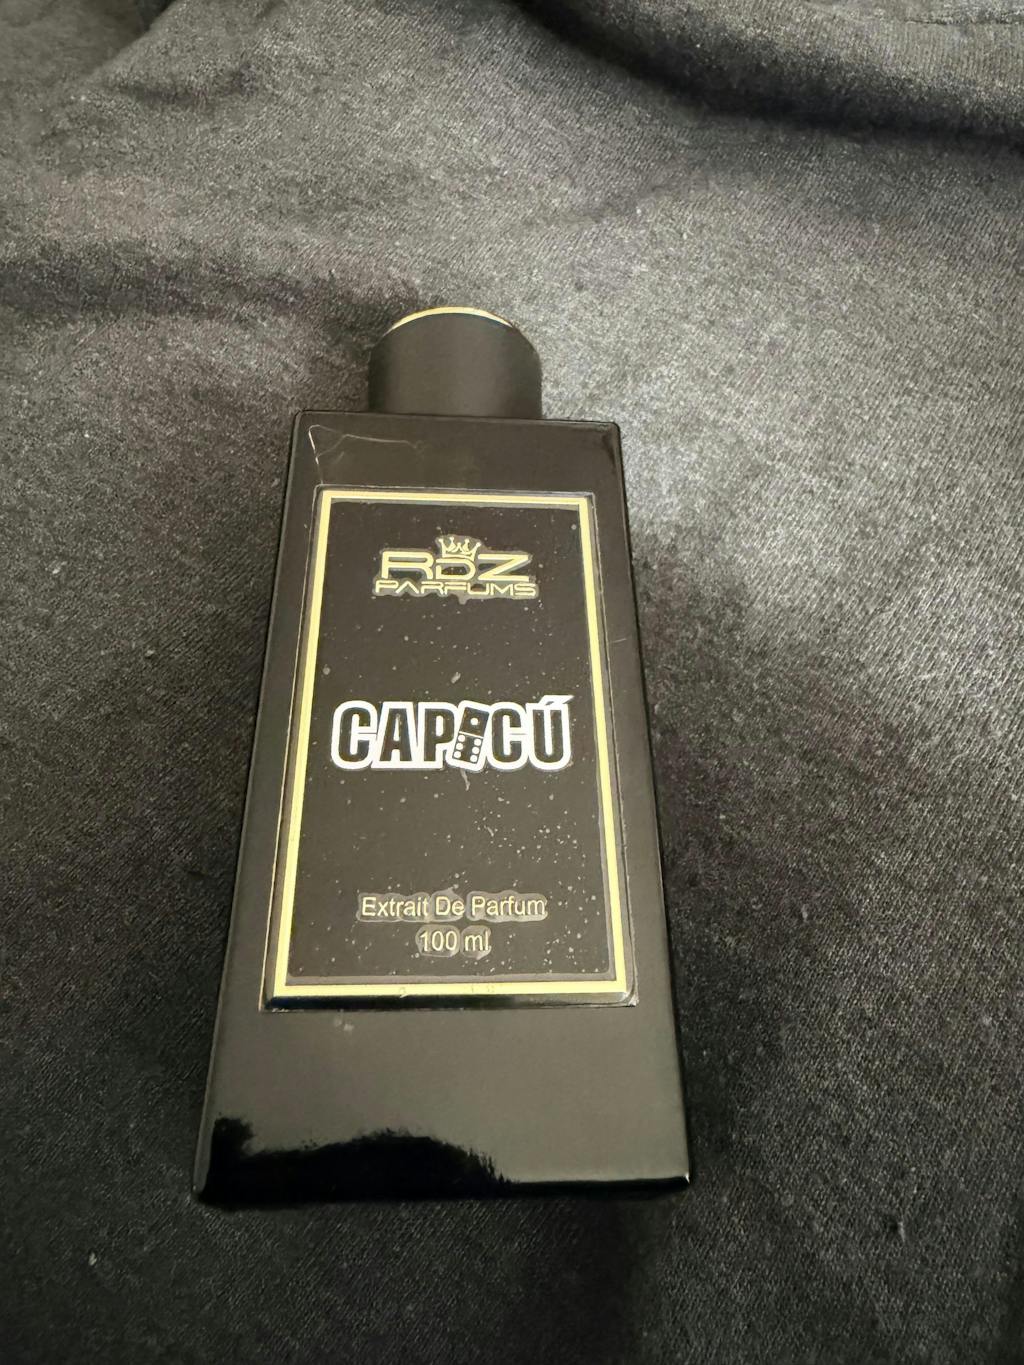 RDZ
PARFUMS
CAPICÚ
Extrait De Parfum
100 ml